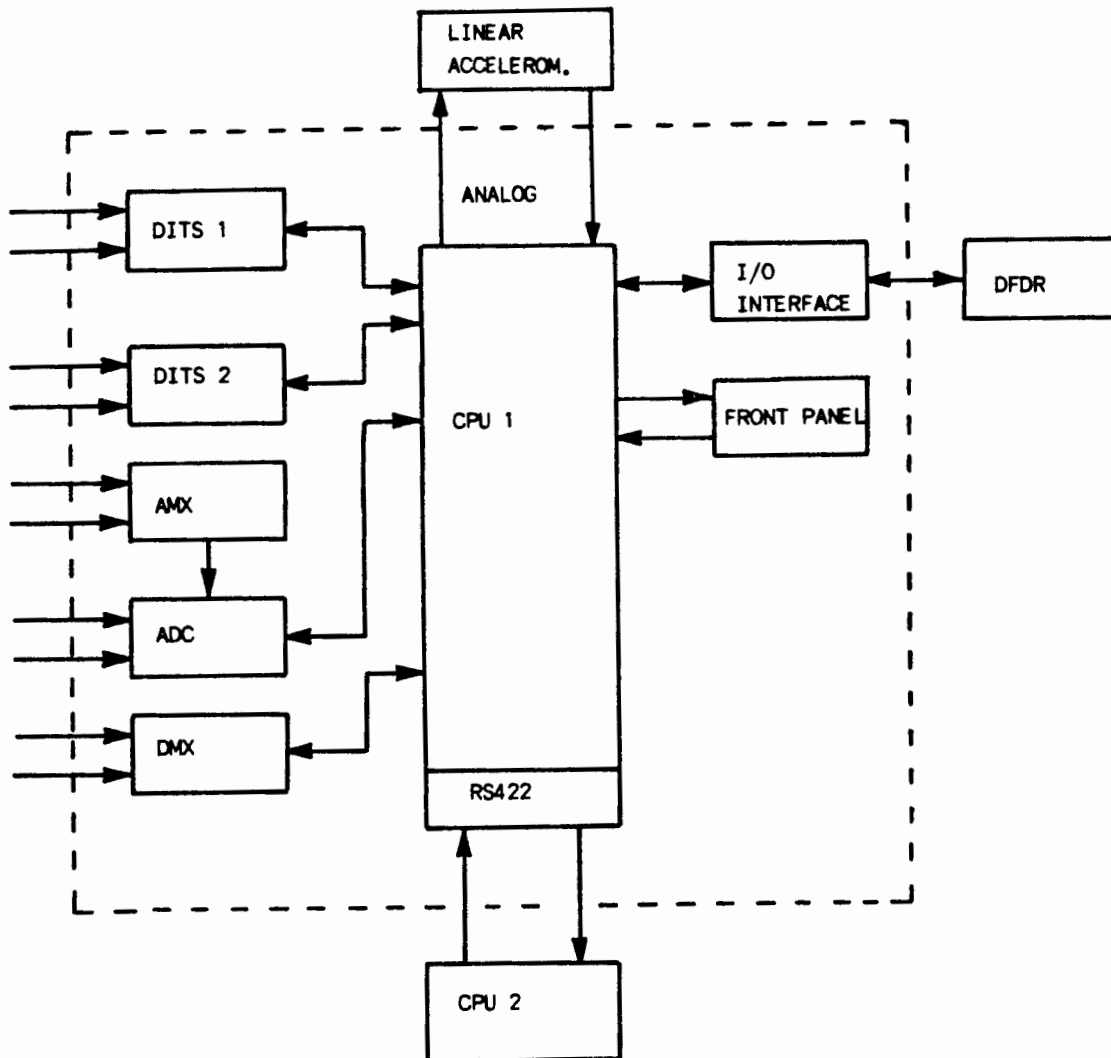 LINEAR
ACCELEROM.
ANALOG
DITS 1
I/O
INTERFACE
DFDR
DITS 2
CPU 1
FRONT PANEL
AMX
ADC
DMX
RS422
CPU 2